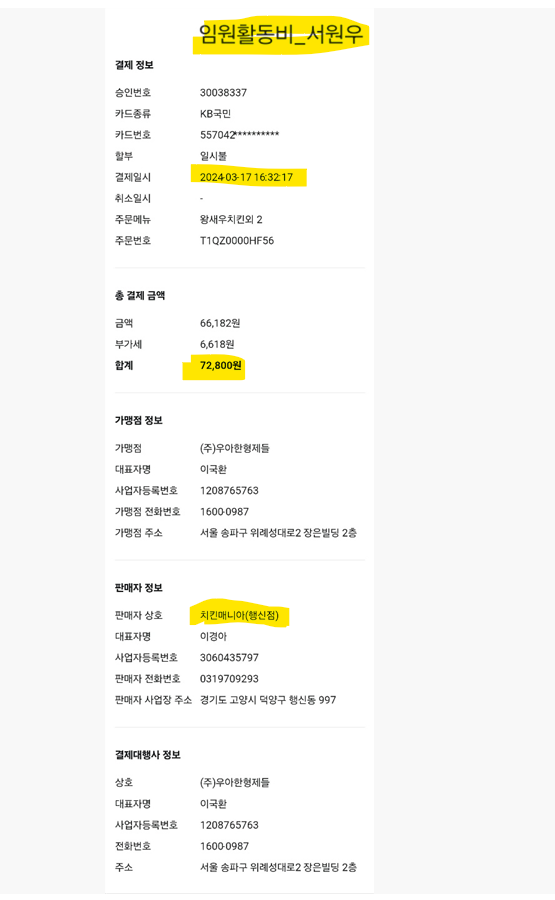 임원활동비_서원우
결제 정보
승인번호 30038337
카드종류 KB국민
카드번호 557042**********
할부 일시불
결제일시 2024-03-17 16:32:17
취소일시 -
주문메뉴 왕새우치킨외 2
주문번호 T1QZ0000HF56
총 결제 금액
금액 66,182원
부가세 6,618원
합계 72,800원
가맹점 정보
가맹점 (주)우아한형제들
대표자명 이국환
사업자등록번호 1208765763
가맹점 전화번호 1600-0987
가맹점 주소 서울 송파구 위례성대로2 장은빌딩 2층
판매자 정보
판매자 상호 치킨매니아(행신점)
대표자명 이경아
사업자등록번호 3060435797
판매자 전화번호 0319709293
판매자 사업장 주소 경기도 고양시 덕양구 행신동 997
결제대행사 정보
상호 (주)우아한형제들
대표자명 이국환
사업자등록번호 1208765763
전화번호 1600-0987
주소 서울 송파구 위례성대로2 장은빌딩 2층